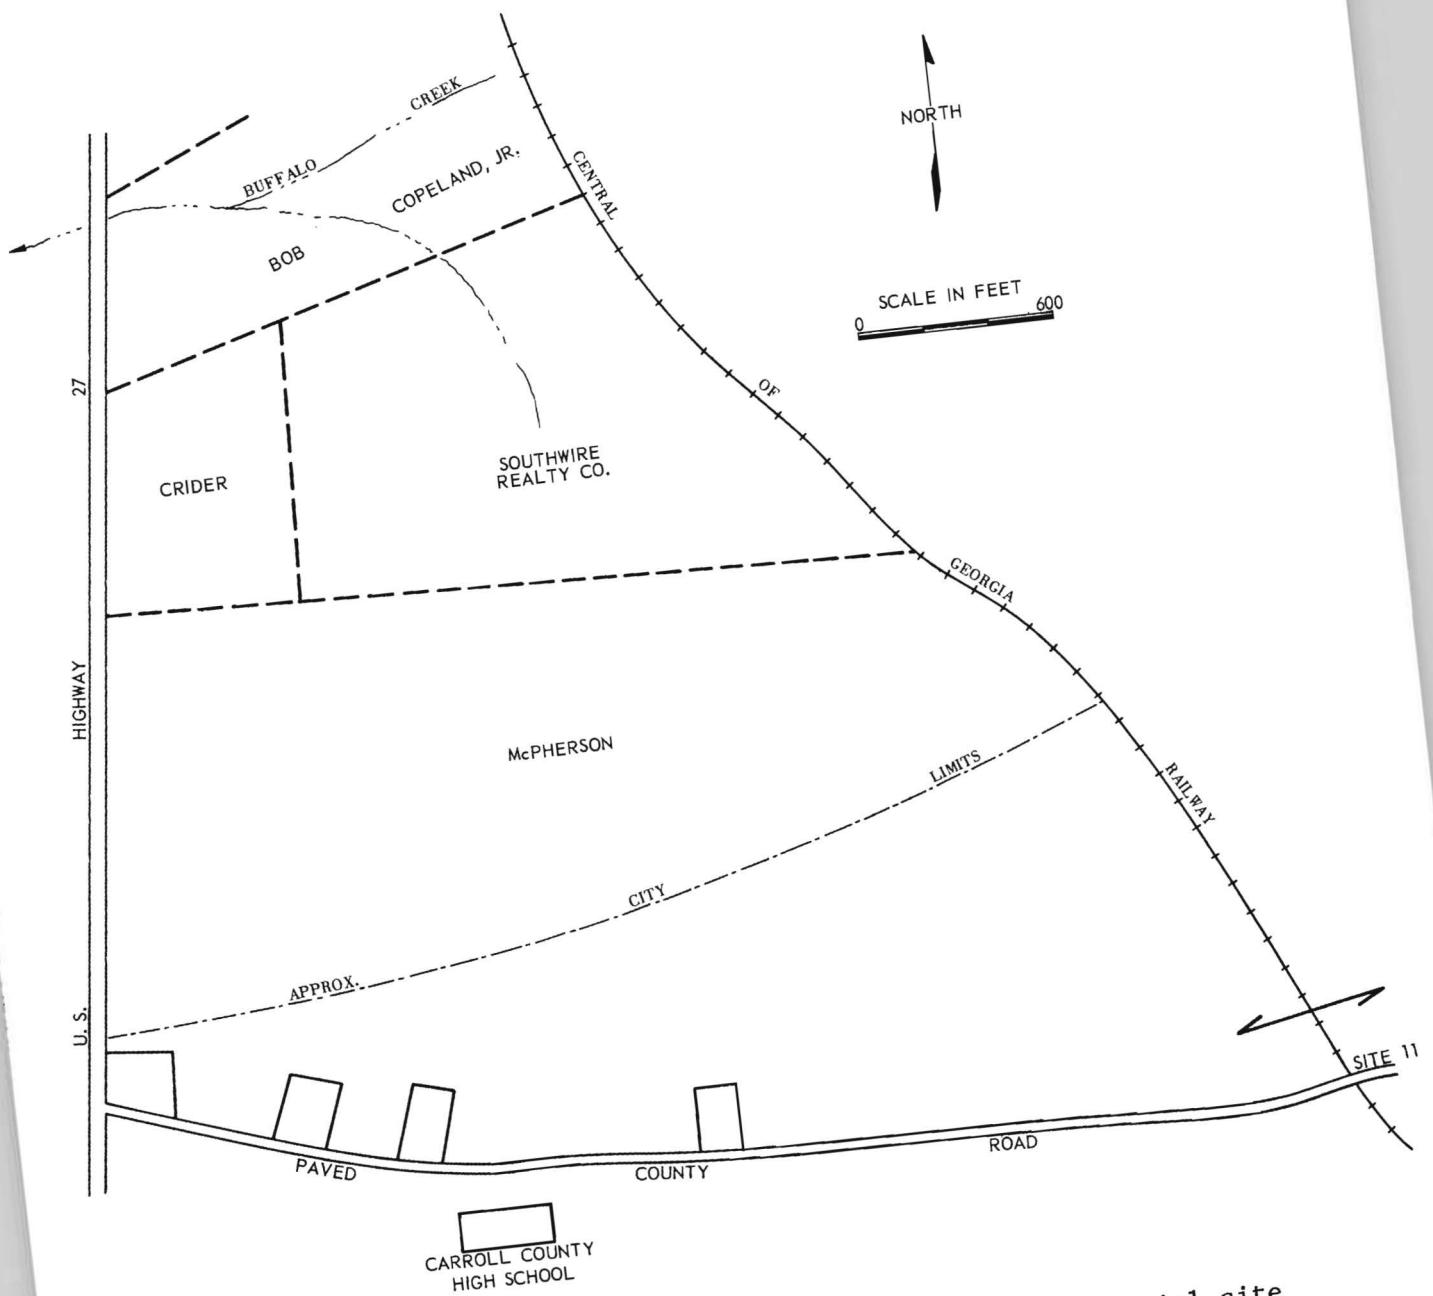 CREEK
BUFFALO
COPELAND, JR.
BOB
CENTRAL
NORTH
SCALE IN FEET
0 600
27
OF
CRIDER
SOUTHWIRE
REALTY CO.
GEORGIA
HIGHWAY
McPHERSON
LIMITS
RAILWAY
CITY
APPROX.
U.S.
SITE 11
ROAD
PAVED
COUNTY
CARROLL COUNTY
HIGH SCHOOL
site